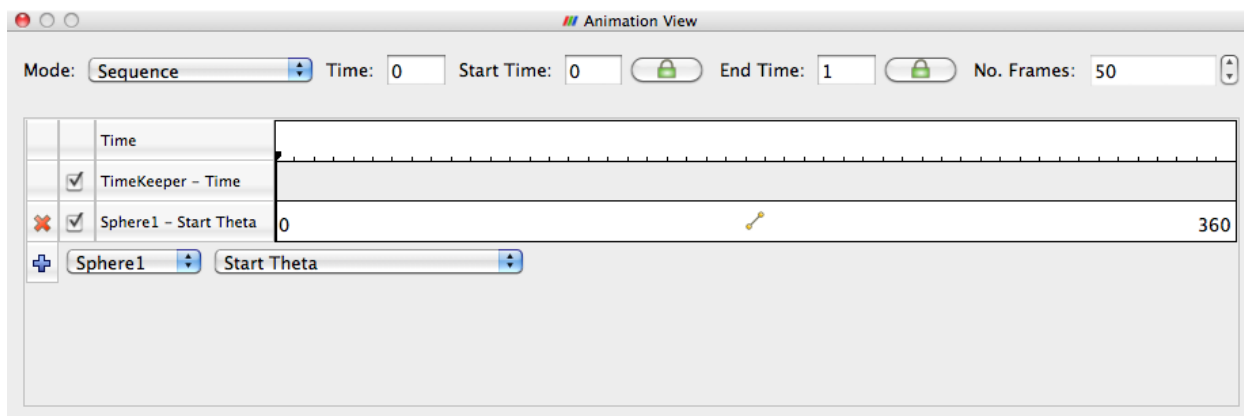 Animation View
Mode: Sequence Time: 0 Start Time: 0 End Time: 1 No. Frames: 50
Time
TimeKeeper – Time
Sphere1 – Start Theta 0 360
Sphere1 Start Theta